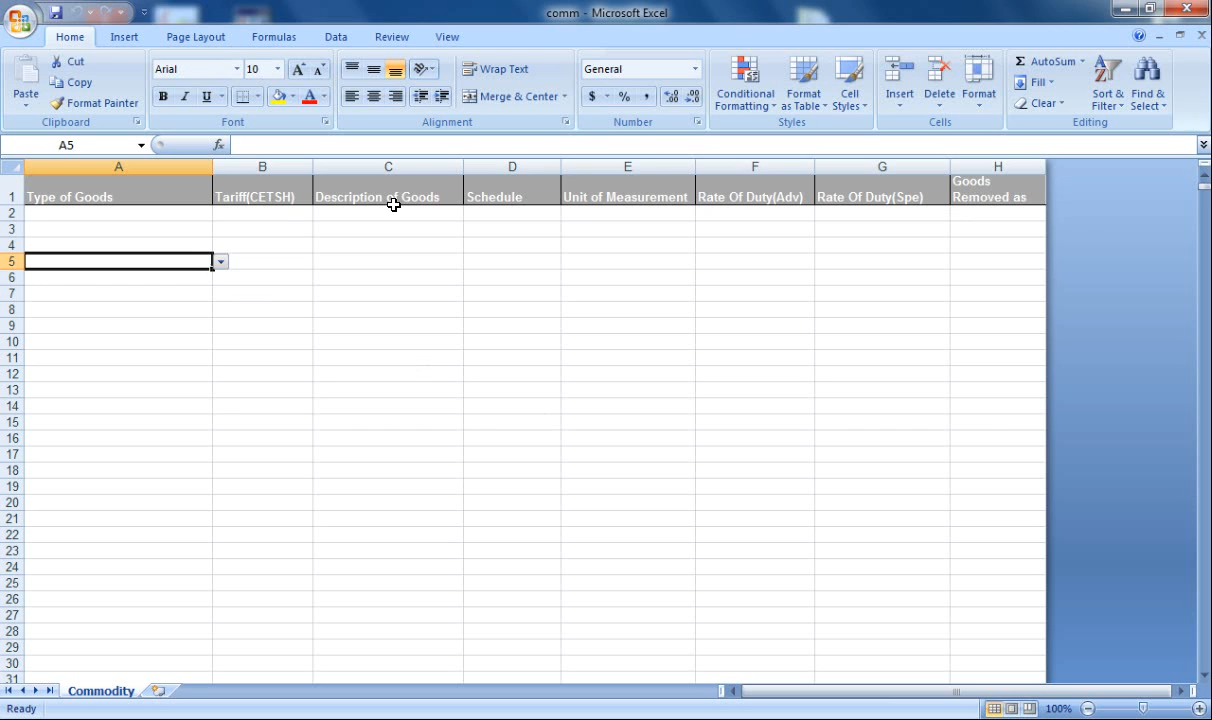 comm - Microsoft Excel
Home Insert Page Layout Formulas Data Review View
Paste
Cut
Copy
Format Painter
Clipboard
Arial 10
B I U
Font
Wrap Text
Merge & Center
Alignment
General
$ % ,
Number
Conditional Formatting
Format as Table
Cell Styles
Styles
Insert Delete Format
Cells
Σ AutoSum
Fill
Clear
Sort & Filter
Find & Select
Editing
A5 fx
A B C D E F G H
1 Type of Goods Tariff(CETSH) Description of Goods Schedule Unit of Measurement Rate Of Duty(Adv) Rate Of Duty(Spe) Goods Removed as
2
3
4
5
6
7
8
9
10
11
12
13
14
15
16
17
18
19
20
21
22
23
24
25
26
27
28
29
30
31
Commodity
Ready 100%